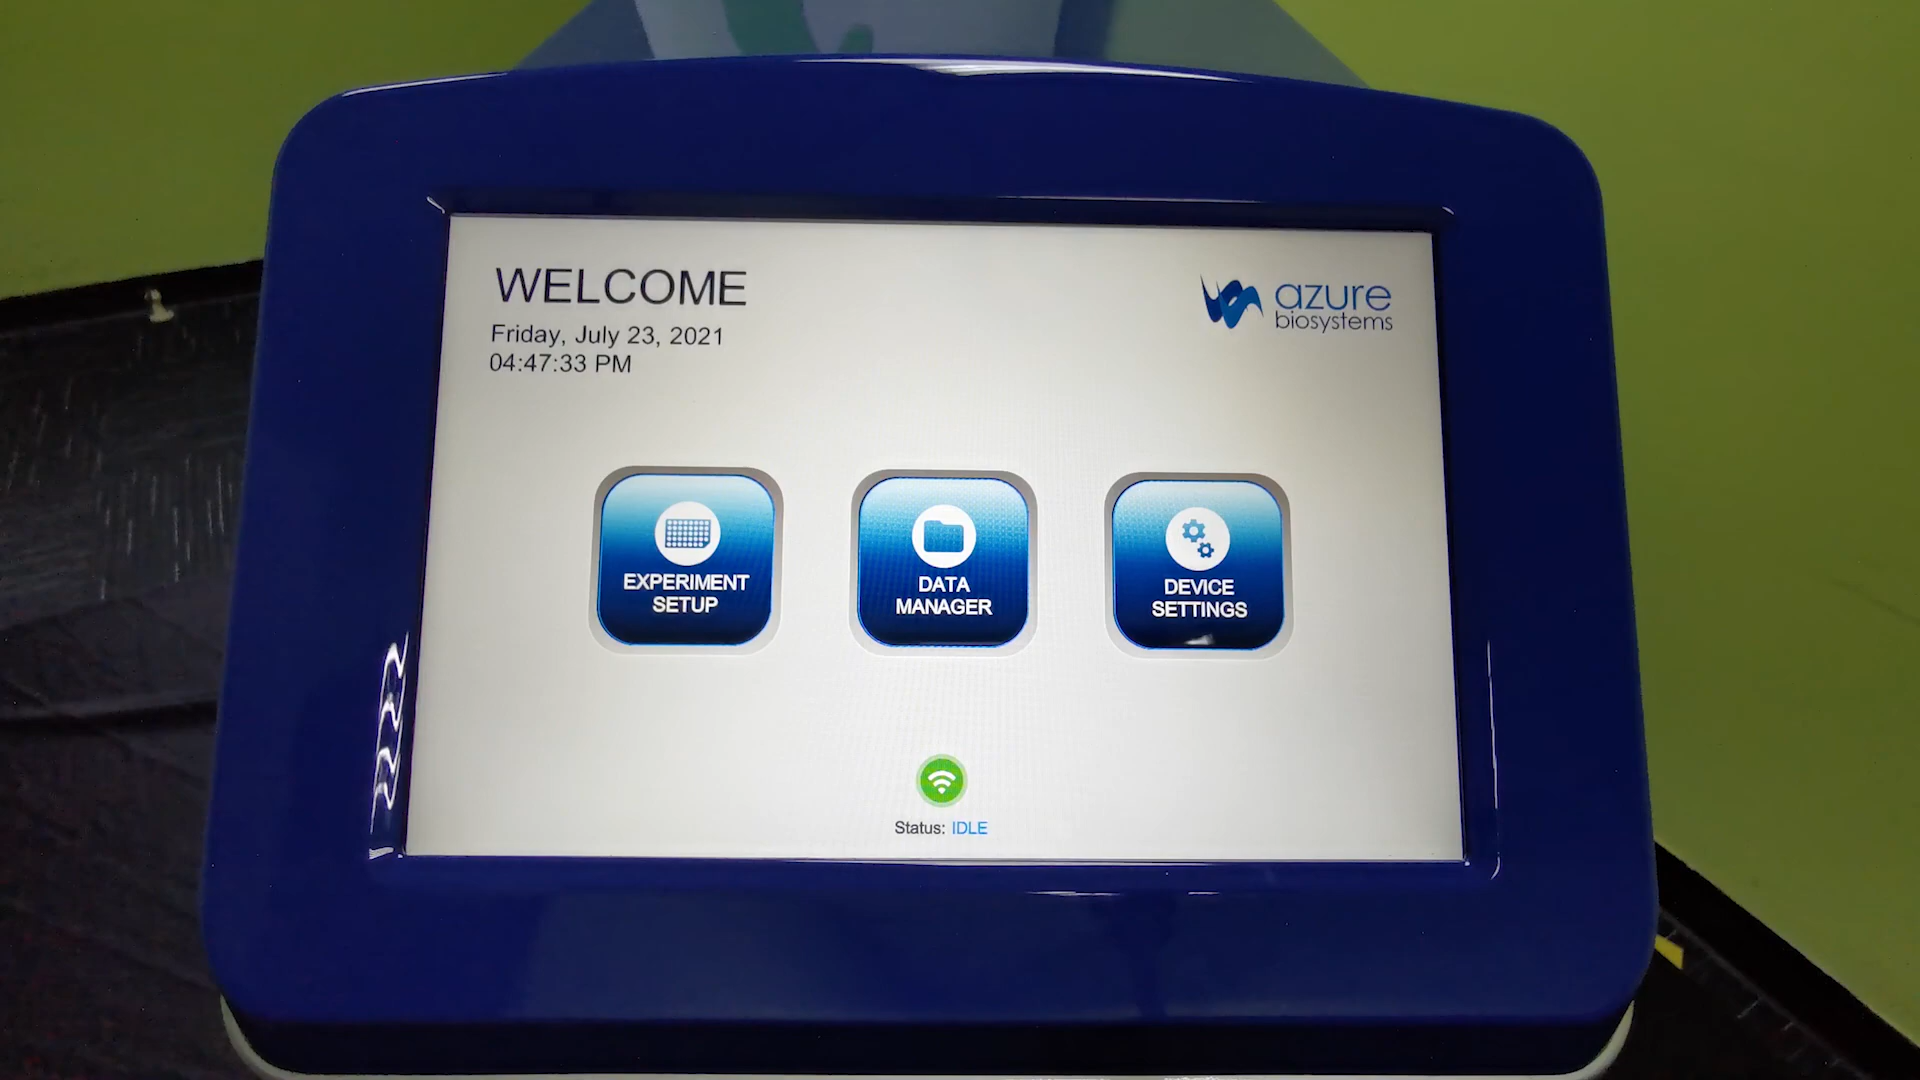 WELCOME
Friday, July 23, 2021
04:47:33 PM
azure
biosystems
EXPERIMENT
SETUP
DATA
MANAGER
DEVICE
SETTINGS
Status: IDLE